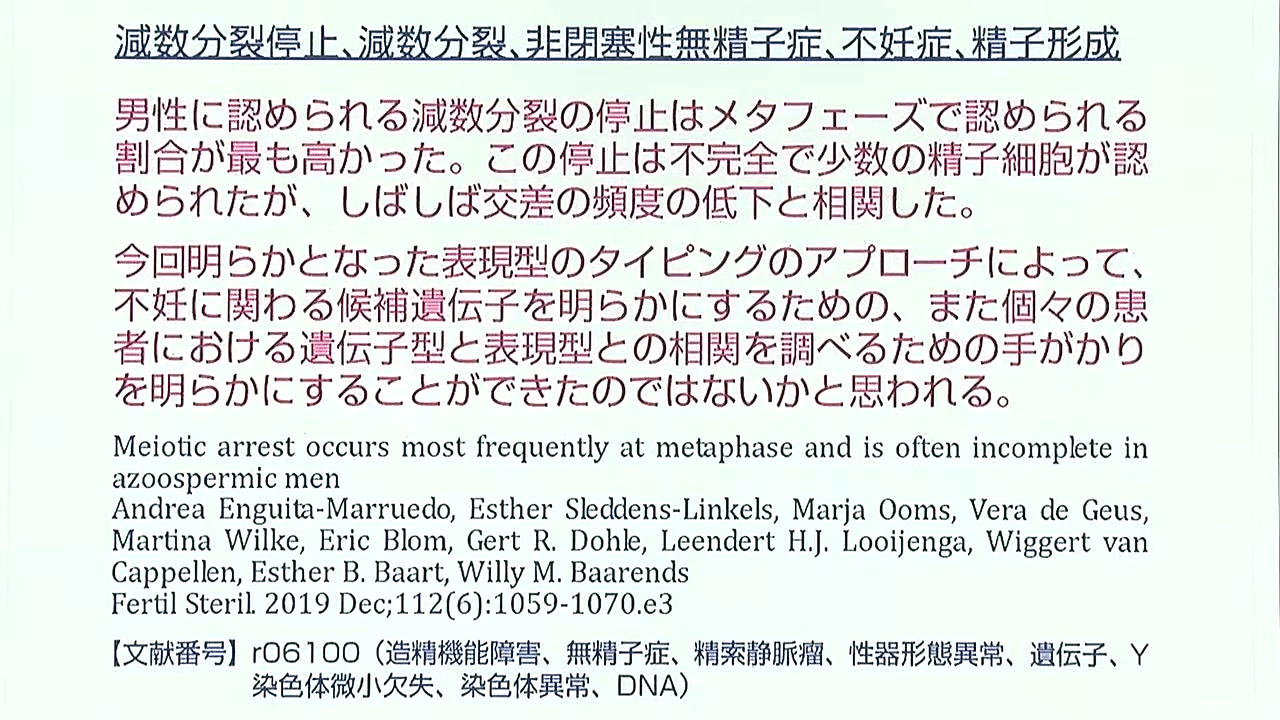 減数分裂停止、減数分裂、非閉塞性無精子症、不妊症、精子形成
男性に認められる減数分裂の停止はメタフェーズで認められる
割合が最も高かった。この停止は不完全で少数の精子細胞が認
められたが、しばしば交差の頻度の低下と相関した。
今回明らかとなった表現型のタイピングのアプローチによって、
不妊に関わる候補遺伝子を明らかにするための、また個々の患
者における遺伝子型と表現型との相関を調べるための手がかり
を明らかにすることができたのではないかと思われる。
Meiotic arrest occurs most frequently at metaphase and is often incomplete in
azoospermic men
Andrea Enguita-Marruedo, Esther Sleddens-Linkels, Marja Ooms, Vera de Geus,
Martina Wilke, Eric Blom, Gert R. Dohle, Leendert H.J. Looijenga, Wiggert van
Cappellen, Esther B. Baart, Willy M. Baarends
Fertil Steril. 2019 Dec;112(6):1059-1070.e3
【文献番号】r06100（造精機能障害、無精子症、精索静脈瘤、性器形態異常、遺伝子、Y
染色体微小欠失、染色体異常、DNA）